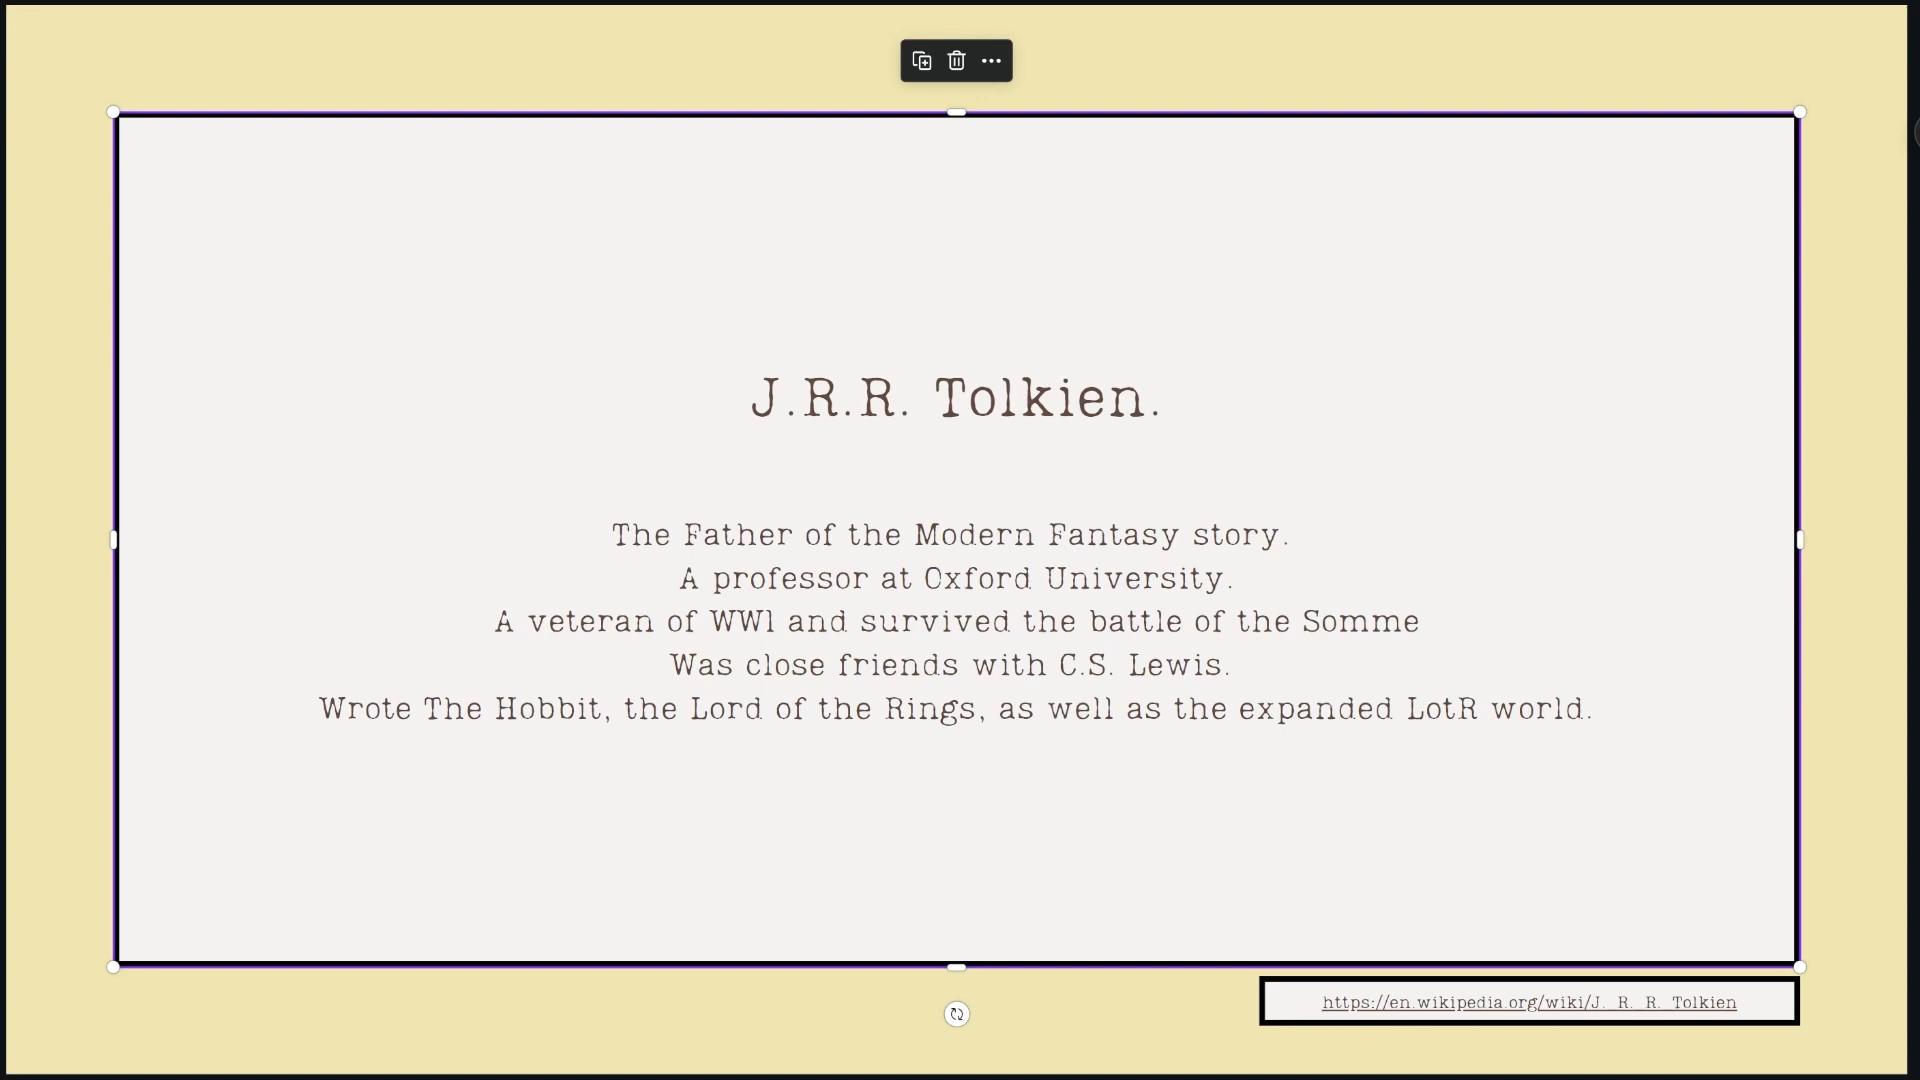 J.R.R. Tolkien.
The Father of the Modern Fantasy story.
A professor at Oxford University.
A veteran of WW1 and survived the battle of the Somme
Was close friends with C.S. Lewis.
Wrote The Hobbit, the Lord of the Rings, as well as the expanded LotR world.
https://en.wikipedia.org/wiki/J._R._R._Tolkien